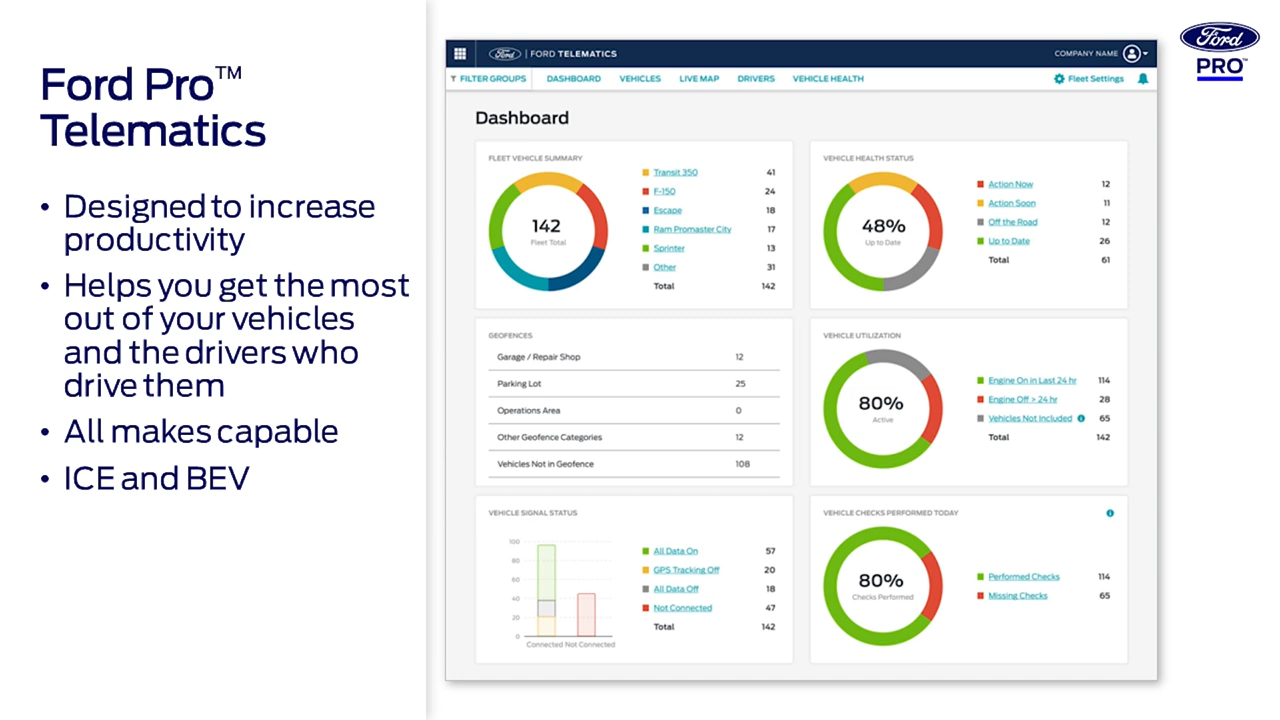 Ford Pro™
Telematics
• Designed to increase
productivity
• Helps you get the most
out of your vehicles
and the drivers who
drive them
• All makes capable
• ICE and BEV
Ford
PRO™
Ford | FORD TELEMATICS
COMPANY NAME
FILTER GROUPS DASHBOARD VEHICLES LIVE MAP DRIVERS VEHICLE HEALTH Fleet Settings
Dashboard
FLEET VEHICLE SUMMARY
142
Fleet Total
Transit 350 41
F-150 24
Escape 18
Ram Promaster City 17
Sprinter 13
Other 31
Total 142
VEHICLE HEALTH STATUS
48%
Up to Date
Action Now 12
Action Soon 11
Off the Road 12
Up to Date 26
Total 61
GEOFENCES
Garage / Repair Shop 12
Parking Lot 25
Operations Area 0
Other Geofence Categories 12
Vehicles Not in Geofence 108
VEHICLE UTILIZATION
80%
Active
Engine On in Last 24 hr 114
Engine Off > 24 hr 28
Vehicles Not Included 65
Total 142
VEHICLE SIGNAL STATUS
100
80
60
40
20
0
Connected Not Connected
All Data On 57
GPS Tracking Off 20
All Data Off 18
Not Connected 47
Total 142
VEHICLE CHECKS PERFORMED TODAY
80%
Checks Performed
Performed Checks 114
Missing Checks 65